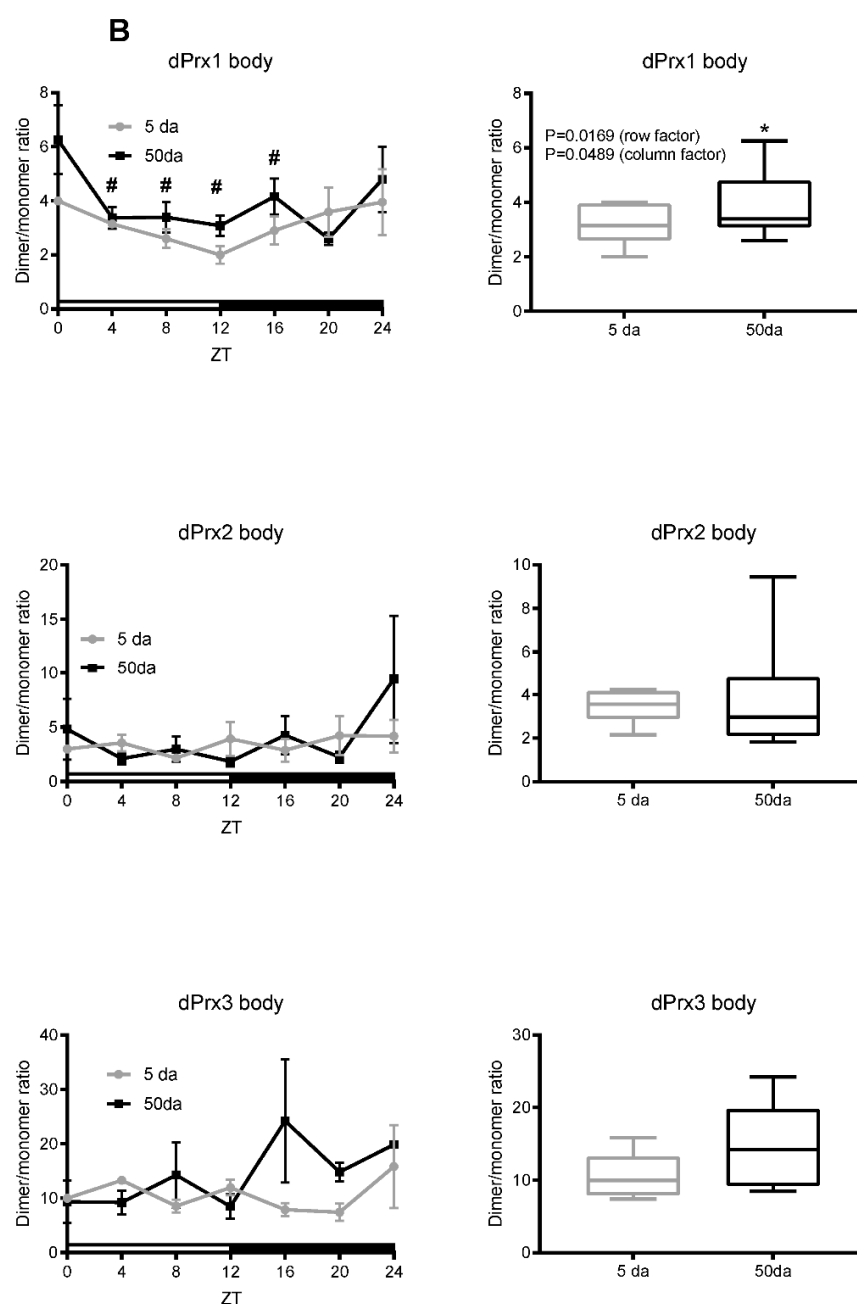 B
dPrx1 body
Dimer/monomer ratio
8
6
4
2
0
5 da
50da
# # # #
0 4 8 12 16 20 24
ZT
dPrx1 body
Dimer/monomer ratio
8
6
4
2
0
P=0.0169 (row factor)
P=0.0489 (column factor)
*
5 da 50da
dPrx2 body
Dimer/monomer ratio
20
15
10
5
0
5 da
50da
0 4 8 12 16 20 24
ZT
dPrx2 body
Dimer/monomer ratio
10
8
6
4
2
0
5 da 50da
dPrx3 body
Dimer/monomer ratio
40
30
20
10
0
5 da
50da
0 4 8 12 16 20 24
ZT
dPrx3 body
Dimer/monomer ratio
30
20
10
0
5 da 50da